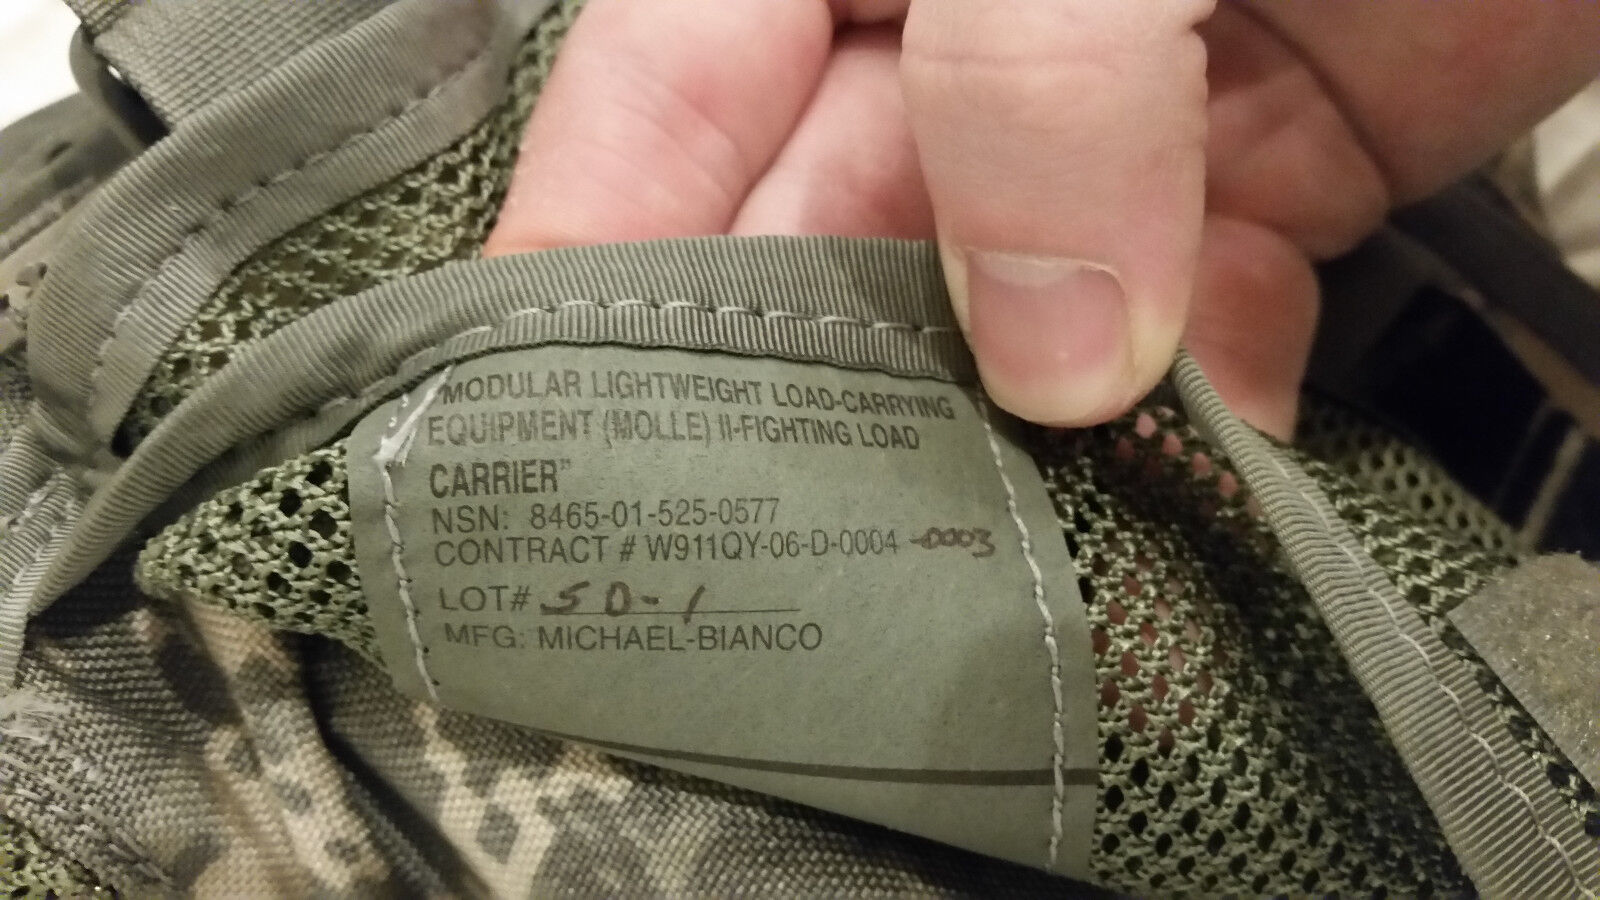 "MODULAR LIGHTWEIGHT LOAD-CARRYING
EQUIPMENT (MOLLE) II-FIGHTING LOAD
CARRIER"
NSN: 8465-01-525-0577
CONTRACT # W911QY-06-D-0004 -0003
LOT# SD-1
MFG: MICHAEL-BIANCO